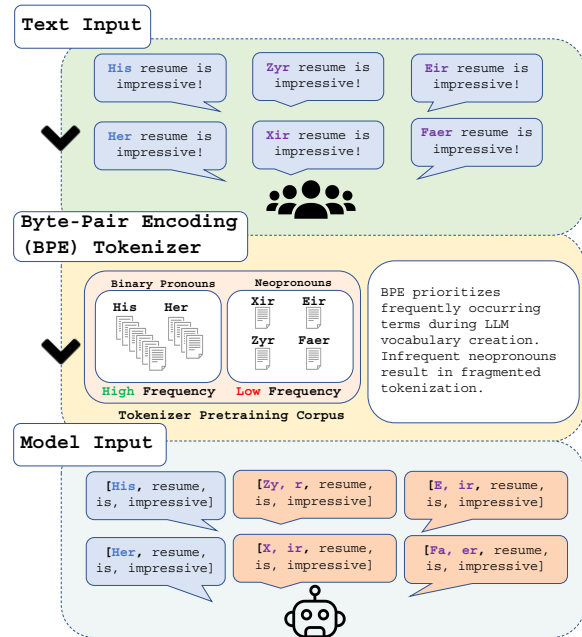 Text Input
His resume is
impressive!
Zyr resume is
impressive!
Eir resume is
impressive!
Her resume is
impressive!
Xir resume is
impressive!
Faer resume is
impressive!
Byte-Pair Encoding
(BPE) Tokenizer
Binary Pronouns
His Her
High Frequency
Neopronouns
Xir Eir
Zyr Faer
Low Frequency
Tokenizer Pretraining Corpus
BPE prioritizes
frequently occurring
terms during LLM
vocabulary creation.
Infrequent neopronouns
result in fragmented
tokenization.
Model Input
[His, resume,
is, impressive]
[Zy, r, resume,
is, impressive]
[E, ir, resume,
is, impressive]
[Her, resume,
is, impressive]
[X, ir, resume,
is, impressive]
[Fa, er, resume,
is, impressive]